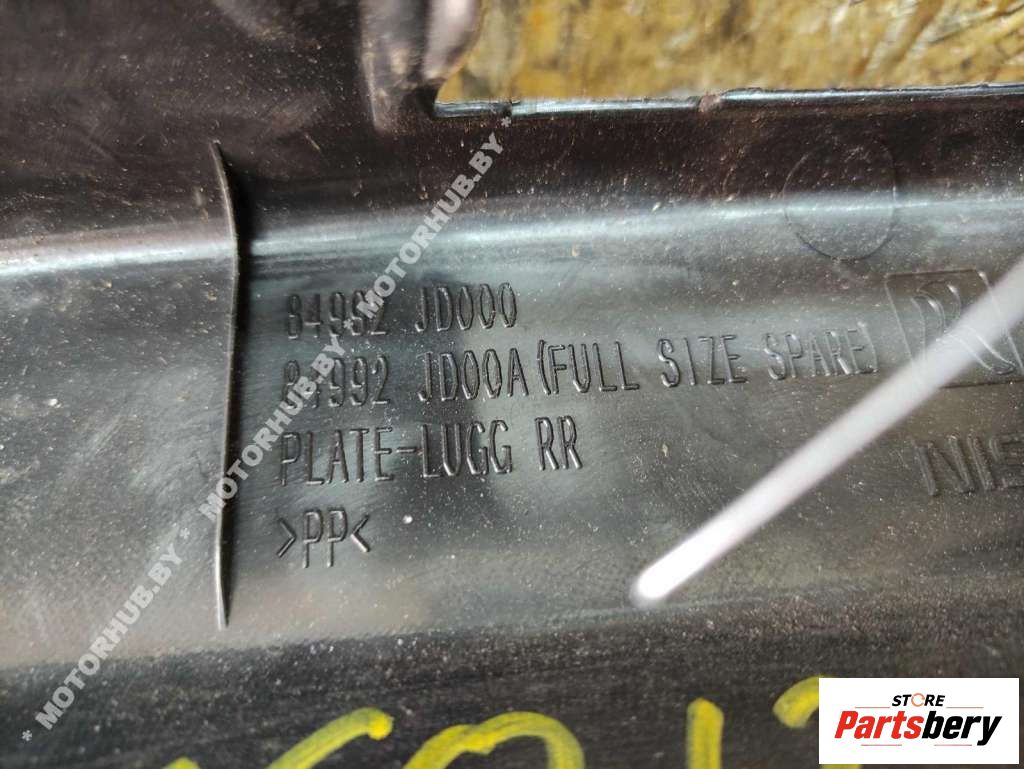 84992 JD000
84992 JD00A (FULL SIZE SPARE)
PLATE-LUGG RR
>PP<
* MOTORHUB.BY * MOTORHUB.BY * MOTORHUB.BY *
STORE
Partsbery